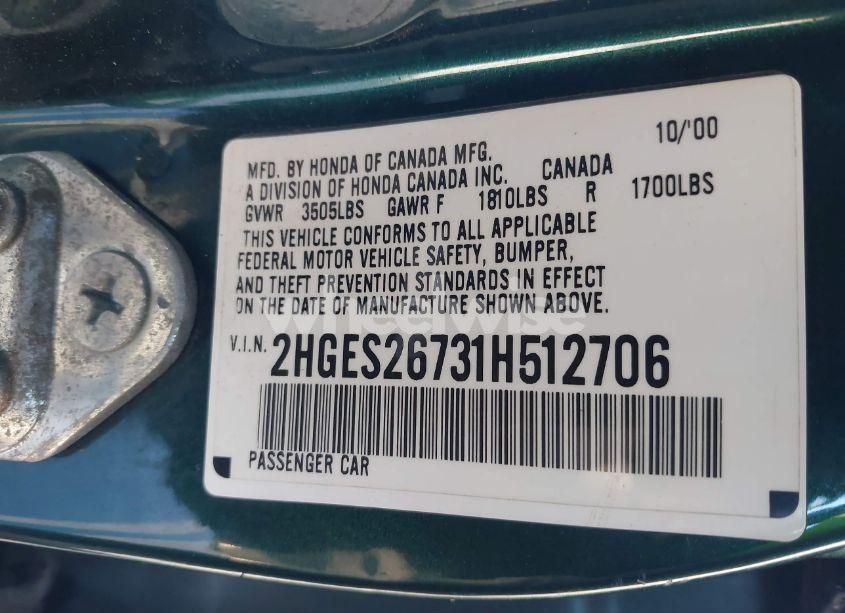 10/'00
MFD. BY HONDA OF CANADA MFG.
A DIVISION OF HONDA CANADA INC. CANADA
GVWR 3505LBS GAWR F 1810LBS R 1700LBS
THIS VEHICLE CONFORMS TO ALL APPLICABLE
FEDERAL MOTOR VEHICLE SAFETY, BUMPER,
AND THEFT PREVENTION STANDARDS IN EFFECT
ON THE DATE OF MANUFACTURE SHOWN ABOVE.
V.I.N. 2HGES26731H512706
PASSENGER CAR